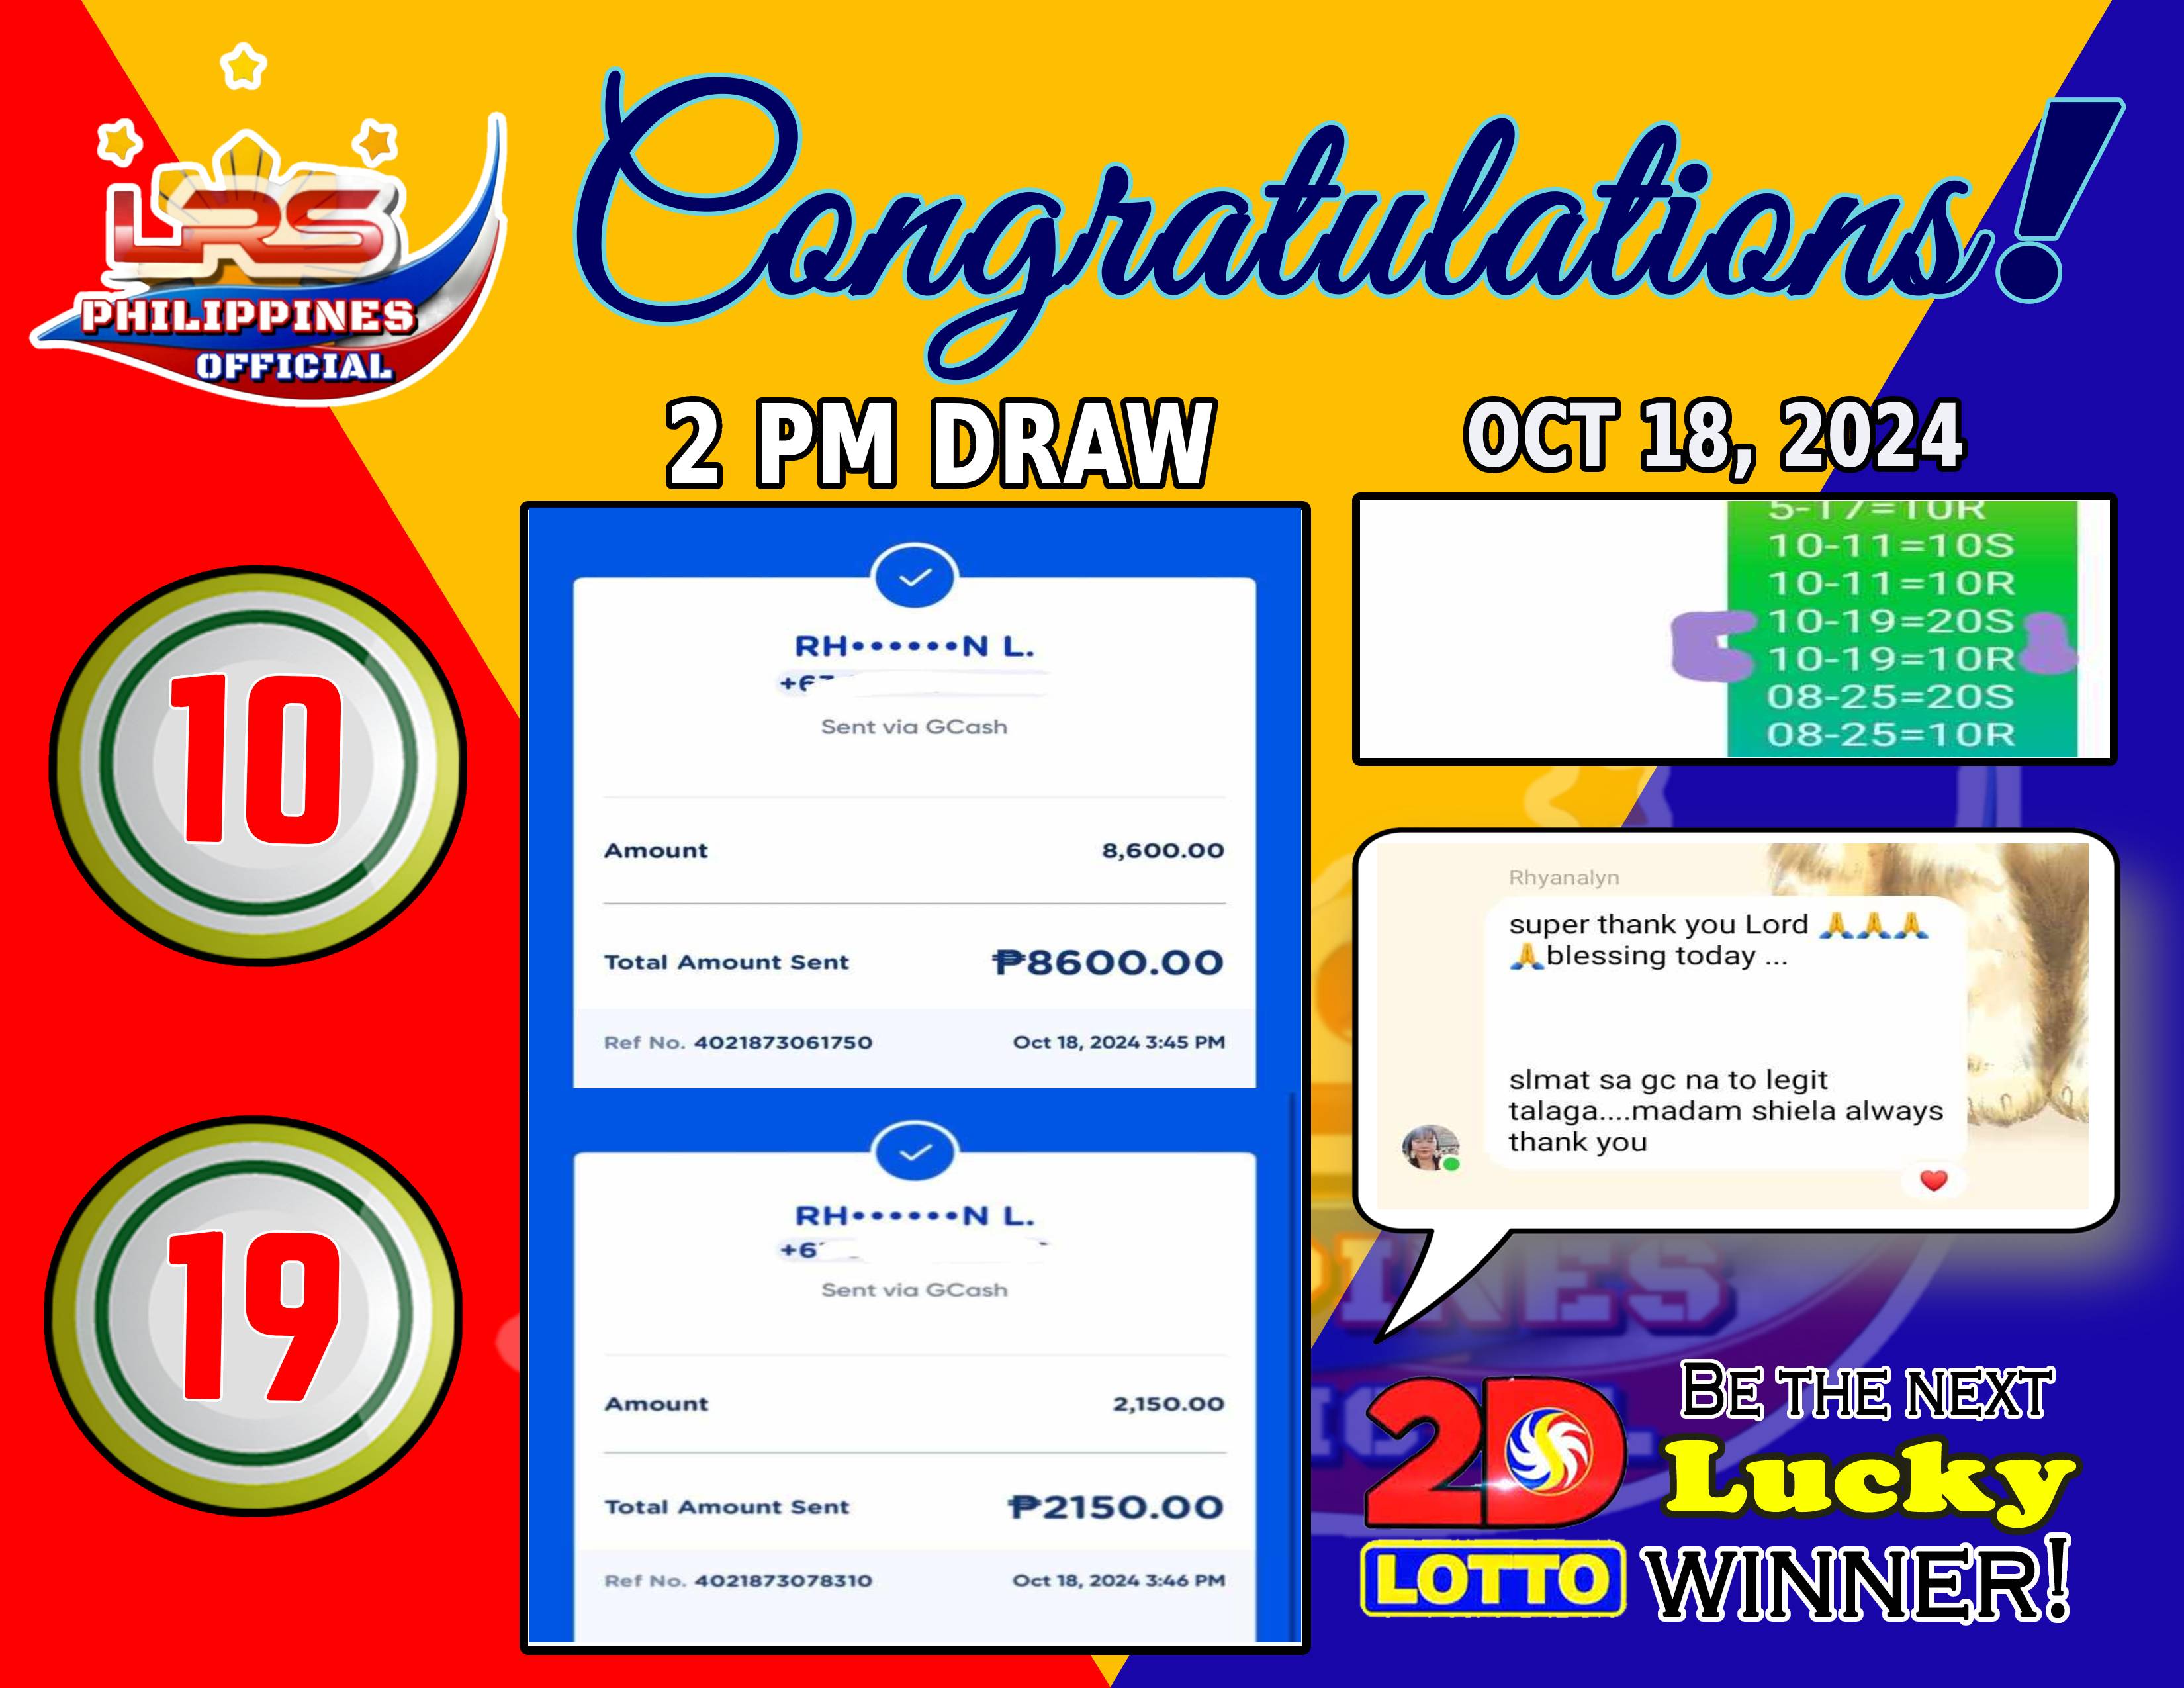 LRS
PHILIPPINES
OFFICIAL
Congratulations!
2 PM DRAW
OCT 18, 2024
10
19
RH••••••N L.
Sent via GCash
Amount 8,600.00
Total Amount Sent ₱8600.00
Ref No. 4021873061750 Oct 18, 2024 3:45 PM
RH••••••N L.
+6
Sent via GCash
Amount 2,150.00
Total Amount Sent ₱2150.00
Ref No. 4021873078310 Oct 18, 2024 3:46 PM
5-17=10R
10-11=10S
10-11=10R
10-19=20S
10-19=10R
08-25=20S
08-25=10R
Rhyanalyn
super thank you Lord 🙏🙏🙏
🙏blessing today ...
slmat sa gc na to legit
talaga....madam shiela always
thank you
2D
LOTTO
BE THE NEXT
Lucky
WINNER!